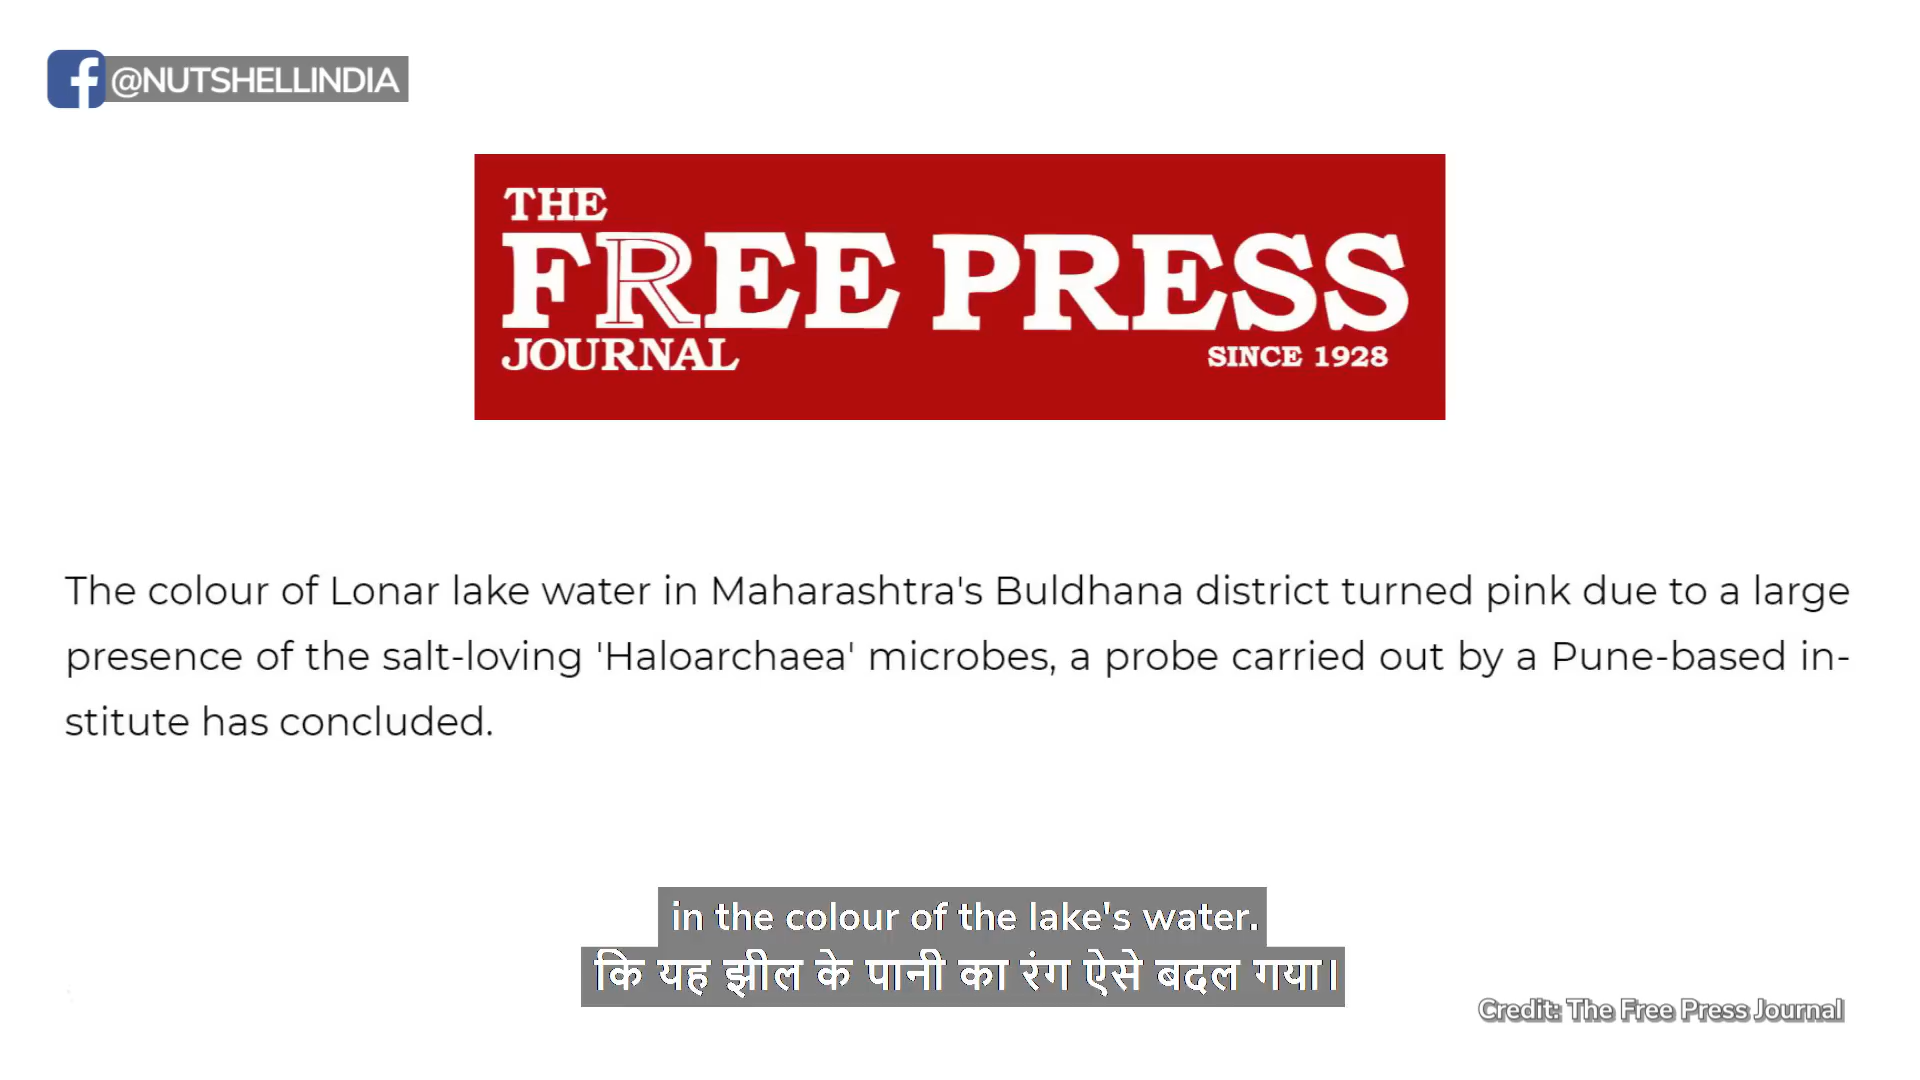 @NUTSHELLINDIA
THE
FREE PRESS
JOURNAL
SINCE 1928
The colour of Lonar lake water in Maharashtra's Buldhana district turned pink due to a large
presence of the salt-loving 'Haloarchaea' microbes, a probe carried out by a Pune-based in-
stitute has concluded.
in the colour of the lake's water.
कि यह झील के पानी का रंग ऐसे बदल गया।
Credit: The Free Press Journal